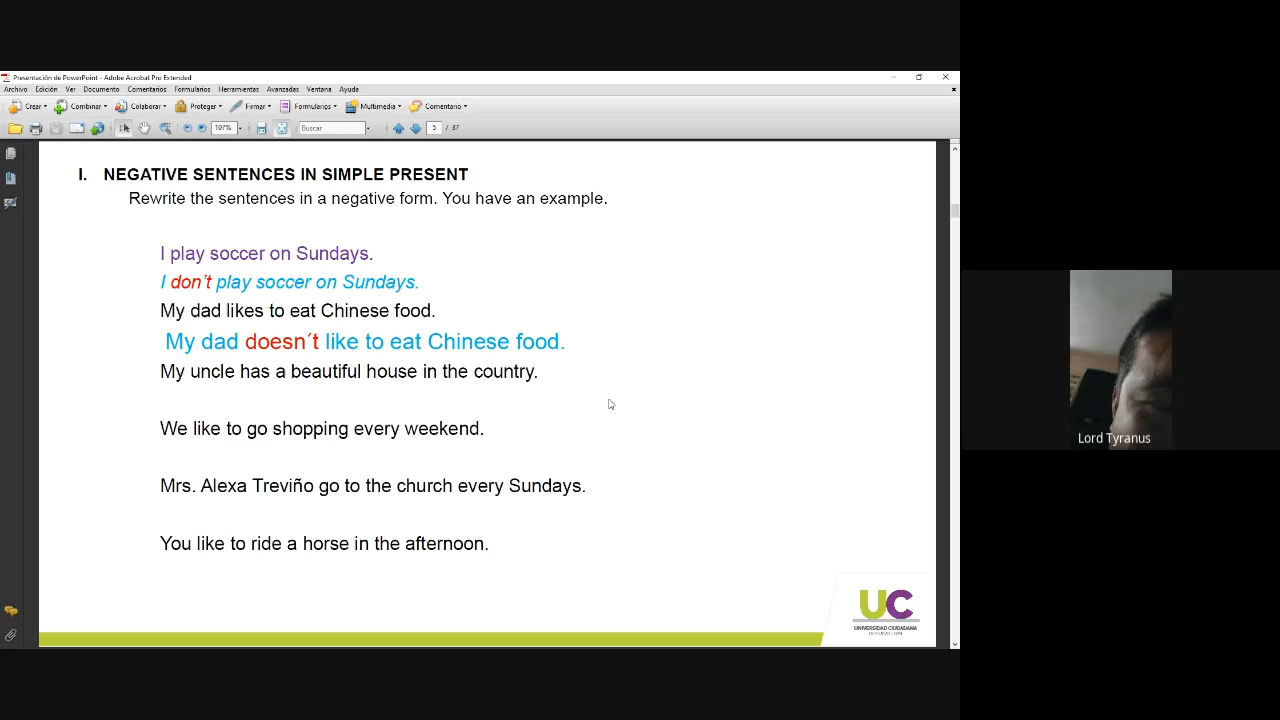 Presentación de PowerPoint - Adobe Acrobat Pro Extended
Archivo Edición Ver Documento Comentarios Formularios Herramientas Avanzadas Ventana Ayuda
Crear Combinar Colaborar Proteger Firmar Formularios Multimedia Comentario
107% Buscar 5 / 37
I. NEGATIVE SENTENCES IN SIMPLE PRESENT
Rewrite the sentences in a negative form. You have an example.
I play soccer on Sundays.
I don't play soccer on Sundays.
My dad likes to eat Chinese food.
My dad doesn´t like to eat Chinese food.
My uncle has a beautiful house in the country.
We like to go shopping every weekend.
Mrs. Alexa Treviño go to the church every Sundays.
You like to ride a horse in the afternoon.
UC
UNIVERSIDAD CIUDADANA
Lord Tyranus